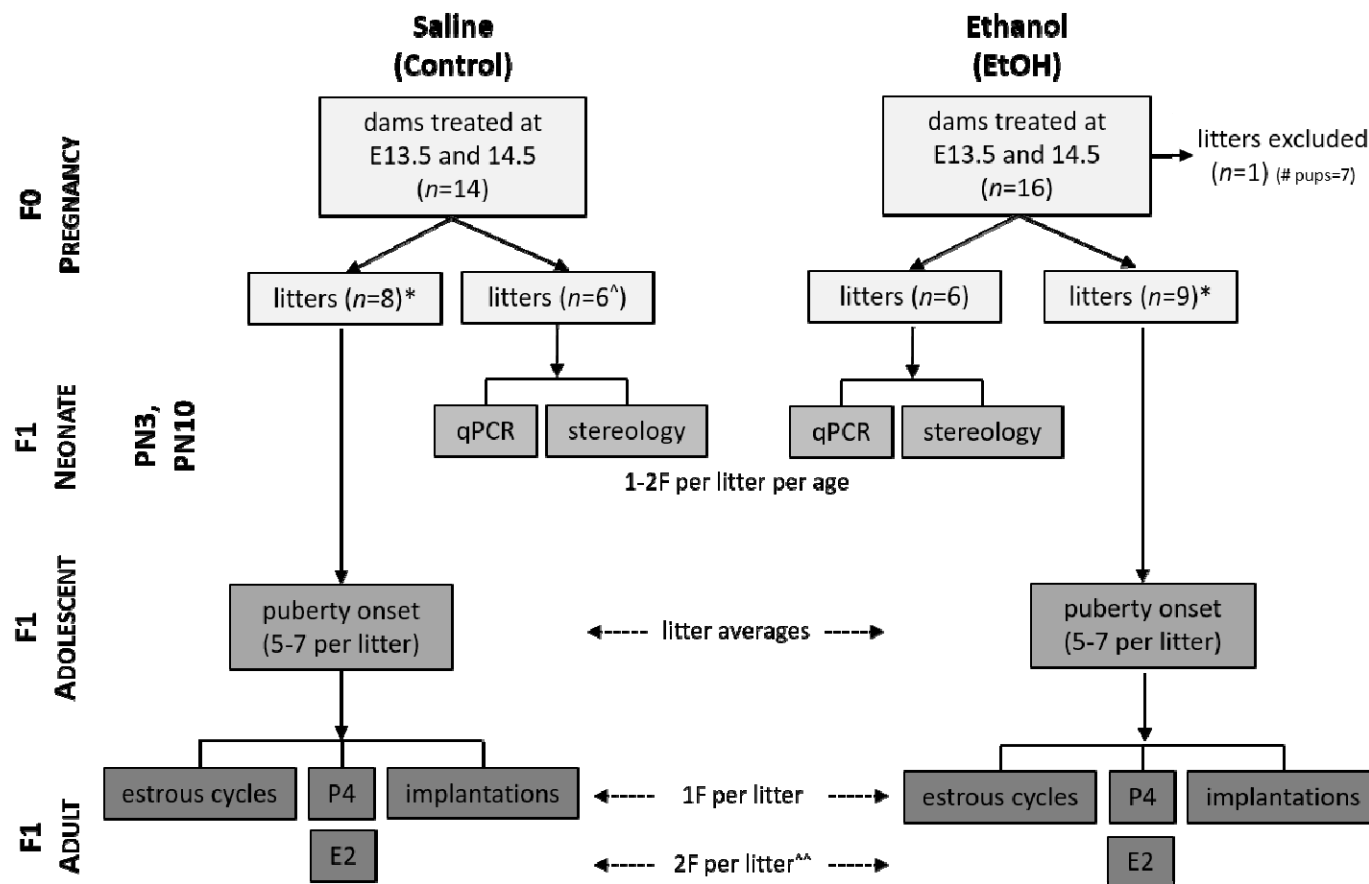 Saline
(Control)
Ethanol
(EtOH)
F0
PREGNANCY
dams treated at
E13.5 and 14.5
(n=14)
dams treated at
E13.5 and 14.5
(n=16)
litters excluded
(n=1) (# pups=7)
litters (n=8)*
litters (n=6^)
litters (n=6)
litters (n=9)*
F1
NEONATE
PN3,
PN10
qPCR
stereology
qPCR
stereology
1-2F per litter per age
F1
ADOLESCENT
puberty onset
(5-7 per litter)
litter averages
puberty onset
(5-7 per litter)
F1
ADULT
estrous cycles
P4
implantations
1F per litter
estrous cycles
P4
implantations
E2
2F per litter^^
E2